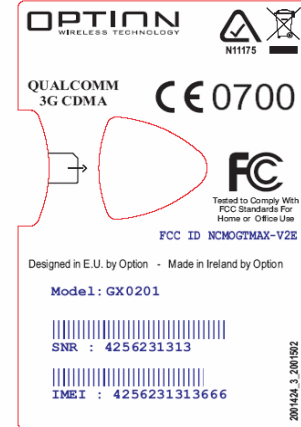 OPTION
WIRELESS TECHNOLOGY
N11175
QUALCOMM
3G CDMA
CE 0700
FC
Tested to Comply With
FCC Standards For
Home or Office Use
FCC ID NCMOGTMAX-V2E
Designed in E.U. by Option - Made in Ireland by Option
Model: GX0201
SNR : 4256231313
IMEI : 4256231313666
2001424_3_2001502